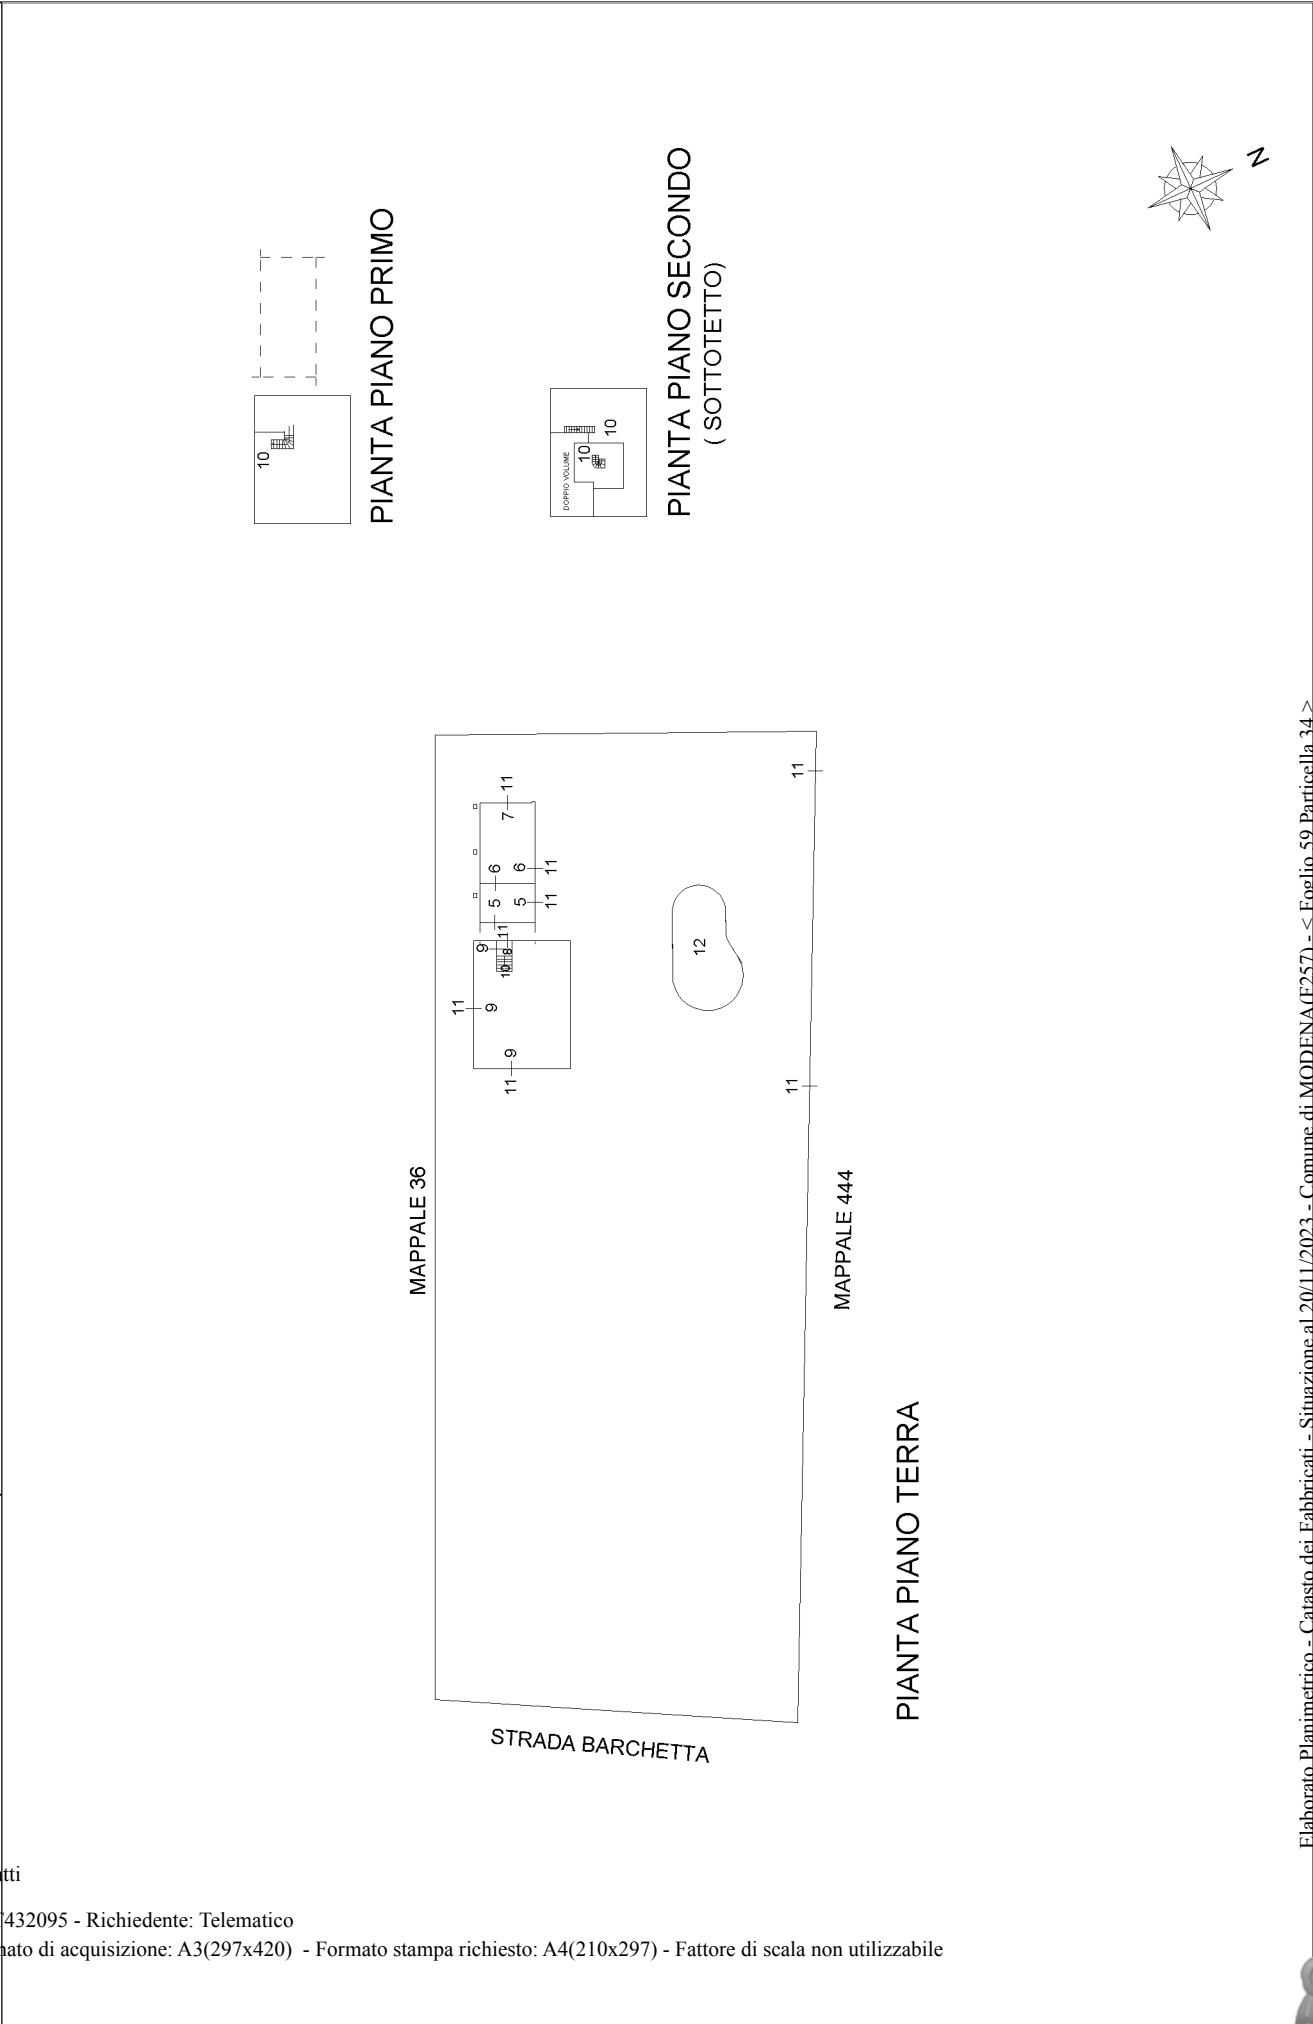 N
PIANTA PIANO PRIMO
10
PIANTA PIANO SECONDO
( SOTTOTETTO)
10
10
DOPPIO VOLUME
11
7
11
6
6
11
5
5
11
11
9
8
10
11
9
9
11
12
11
MAPPALE 36
MAPPALE 444
PIANTA PIANO TERRA
STRADA BARCHETTA
Elaborato Planimetrico - Catasto dei Fabbricati - Situazione al 20/11/2023 - Comune di MODENA(F257) - < Foglio 59 Particella 34 >
tti
432095 - Richiedente: Telematico
nato di acquisizione: A3(297x420) - Formato stampa richiesto: A4(210x297) - Fattore di scala non utilizzabile